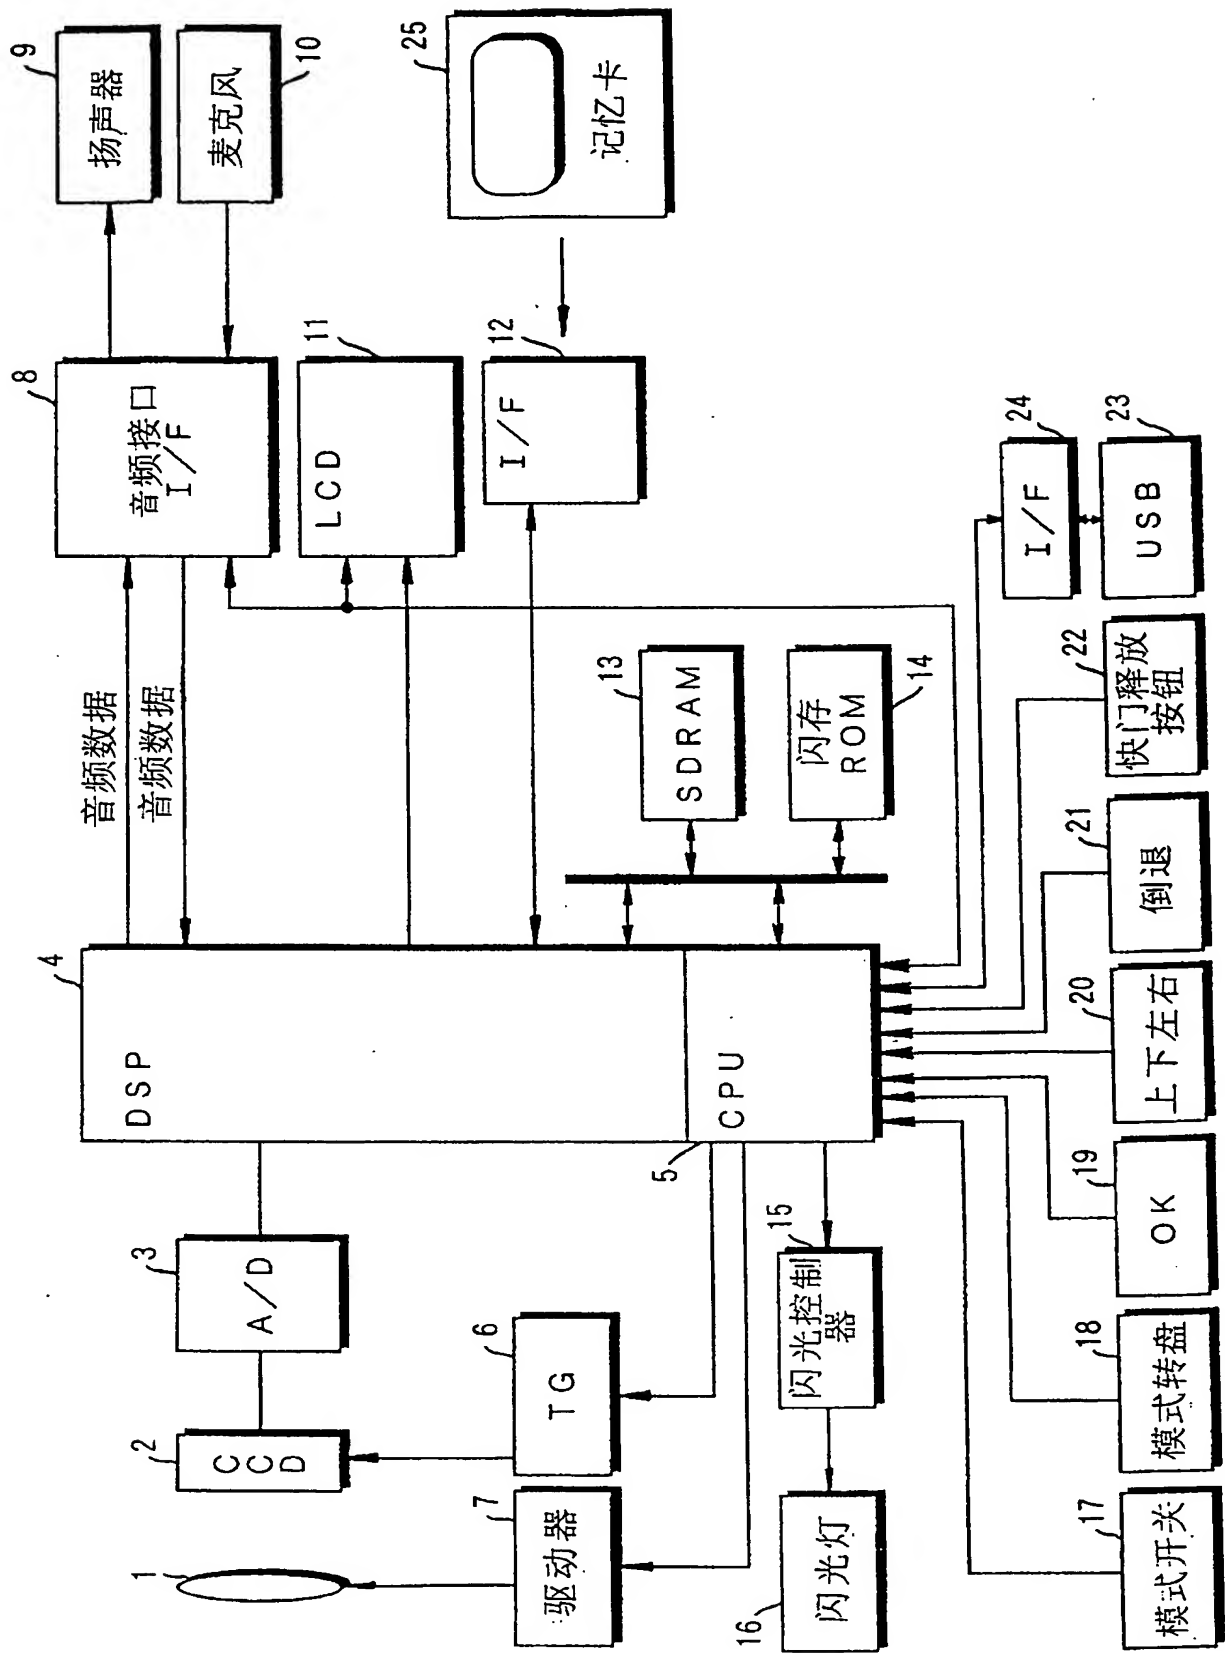 1
2
CCD
3
A/D
4
DSP
音频数据
音频数据
8
音频接口
I/F
9
扬声器
麦克风
10
11
LCD
12
I/F
25
记忆卡
7
驱动器
6
TG
5
CPU
13
SDRAM
闪存
ROM
14
15
闪光控制
器
16
闪光灯
17
模式开关
18
模式转盘
19
OK
20
上下左右
21
倒退
22
快门释放
按钮
24
I/F
23
USB